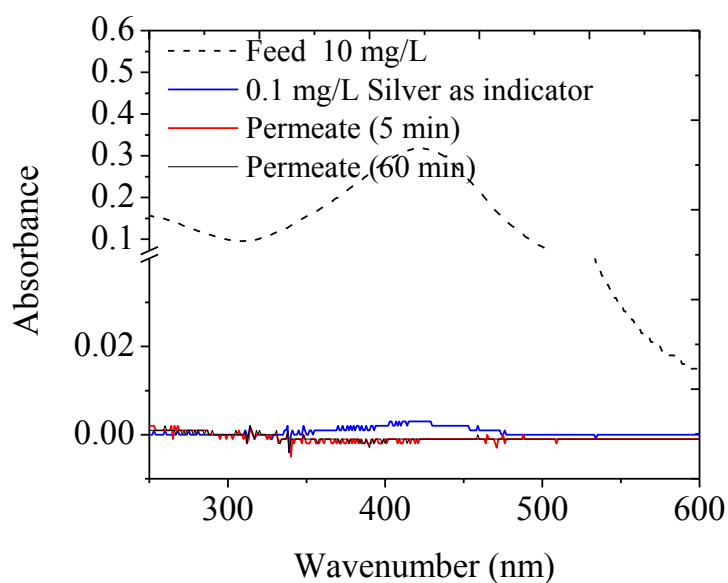 0.6
0.5
0.4
0.3
0.2
0.1
0.02
0.00
Absorbance
Feed 10 mg/L
0.1 mg/L Silver as indicator
Permeate (5 min)
Permeate (60 min)
300 400 500 600
Wavenumber (nm)